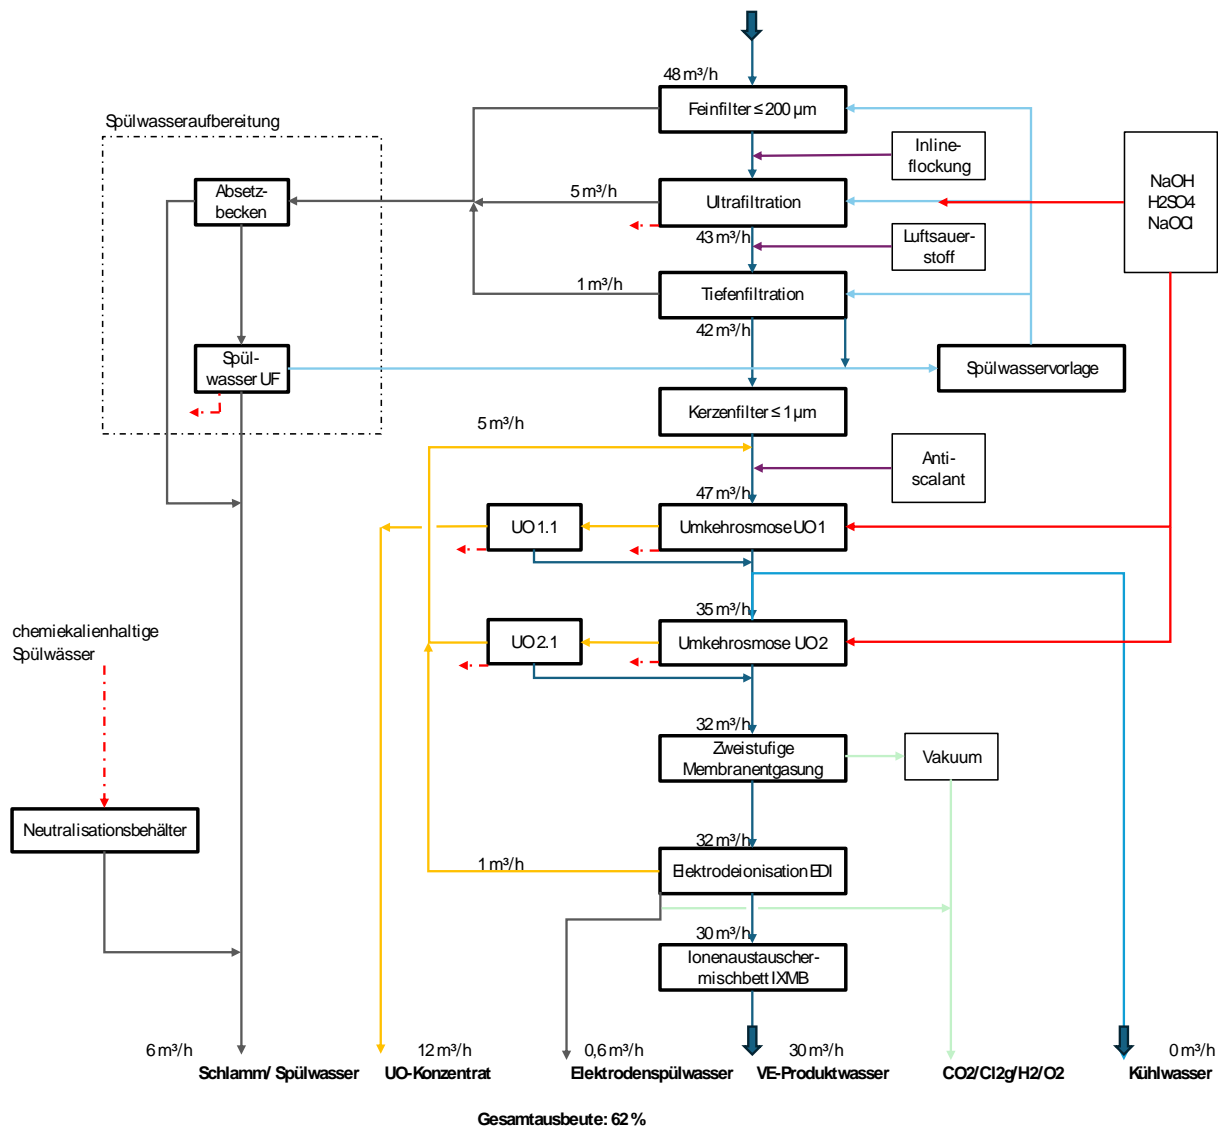 48 m³/h
Feinfilter ≤ 200 µm
Spülwasseraufbereitung
Inline-
flockung
Absetz-
becken
5 m³/h
Ultrafiltration
NaOH
H2SO4
NaOCl
43 m³/h
Luftsauer-
stoff
1 m³/h
Tiefenfiltration
42 m³/h
Spül-
wasser UF
Spülwasservorlage
Kerzenfilter ≤ 1 µm
5 m³/h
Anti-
scalant
47 m³/h
UO 1.1
Umkehrosmose UO 1
35 m³/h
chemiekalienhaltige
Spülwässer
UO 2.1
Umkehrosmose UO2
32 m³/h
Zweistufige
Membranentgasung
Vakuum
Neutralisationsbehälter
32 m³/h
1 m³/h
Elektrodeionisation EDI
30 m³/h
Ionenaustauscher-
mischbett IXMB
6 m³/h
12 m³/h
0,6 m³/h
30 m³/h
0 m³/h
Schlamm/ Spülwasser
UO-Konzentrat
Elektrodenspülwasser
VE-Produktwasser
CO2/Cl2g/H2/O2
Kühlwasser
Gesamtausbeute: 62 %